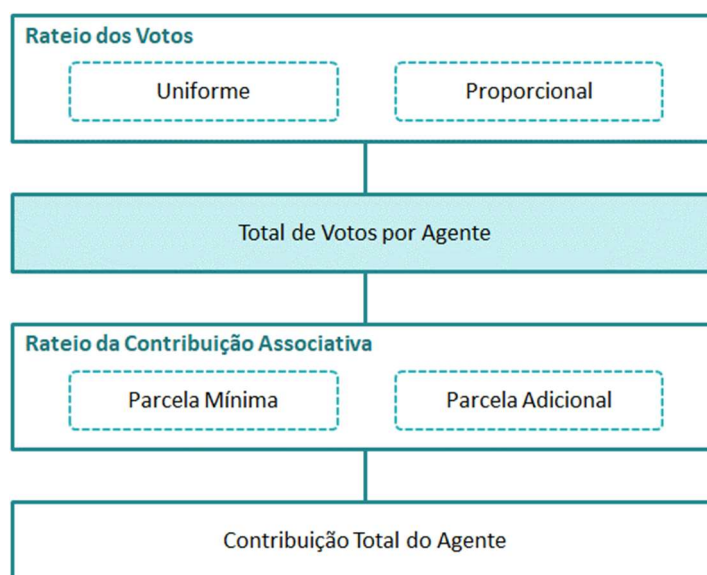 Rateio dos Votos
Uniforme
Proporcional
Total de Votos por Agente
Rateio da Contribuição Associativa
Parcela Mínima
Parcela Adicional
Contribuição Total do Agente